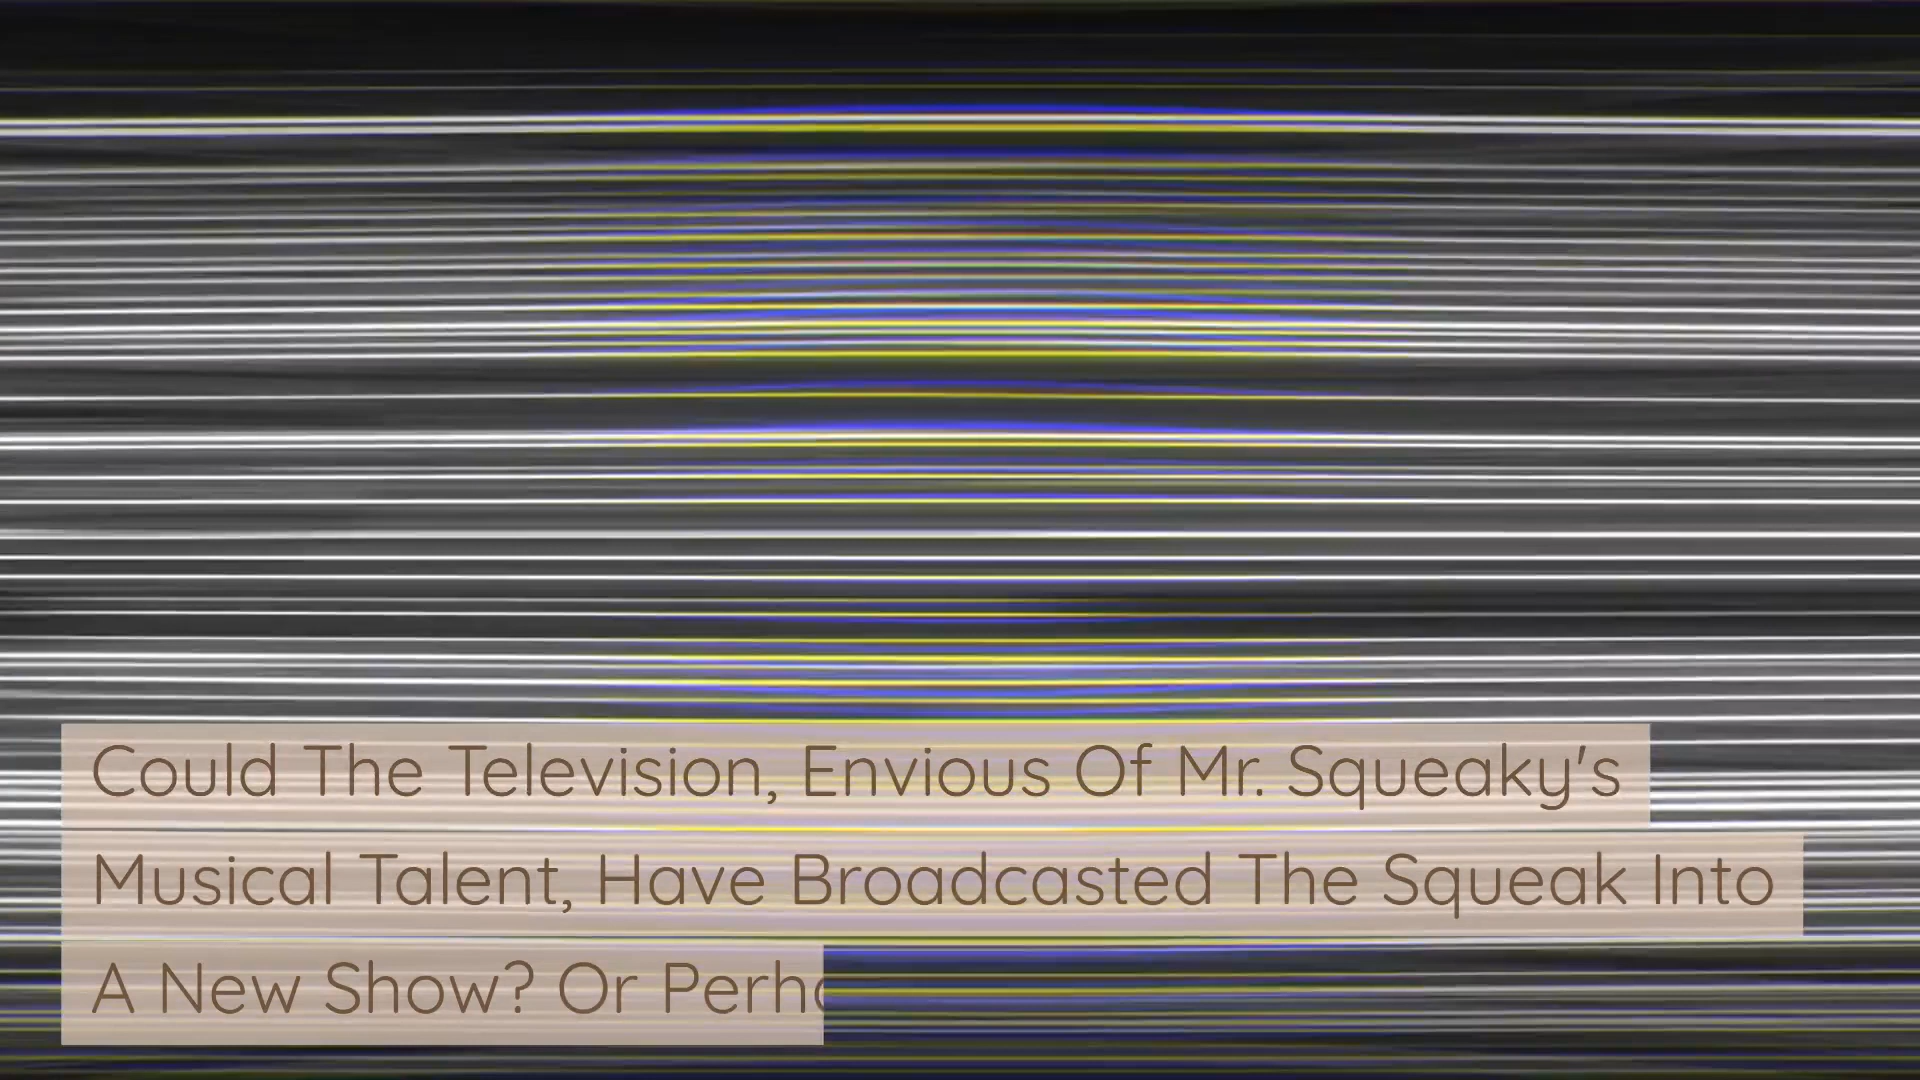 Could The Television, Envious Of Mr. Squeaky's
Musical Talent, Have Broadcasted The Squeak Into
A New Show? Or